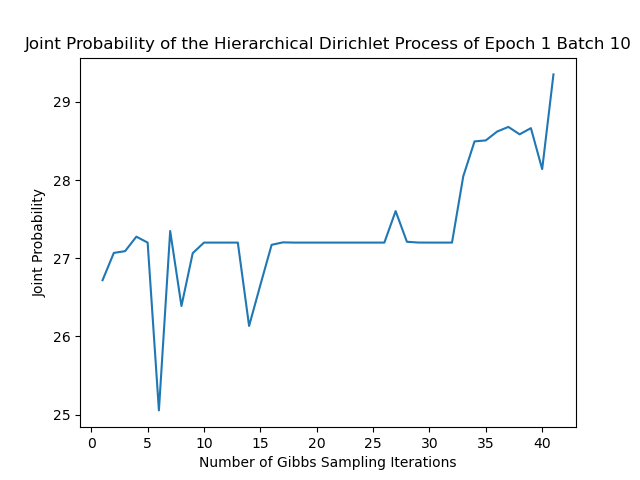 Joint Probability of the Hierarchical Dirichlet Process of Epoch 1 Batch 10
29
28
27
26
25
Joint Probability
0 5 10 15 20 25 30 35 40
Number of Gibbs Sampling Iterations